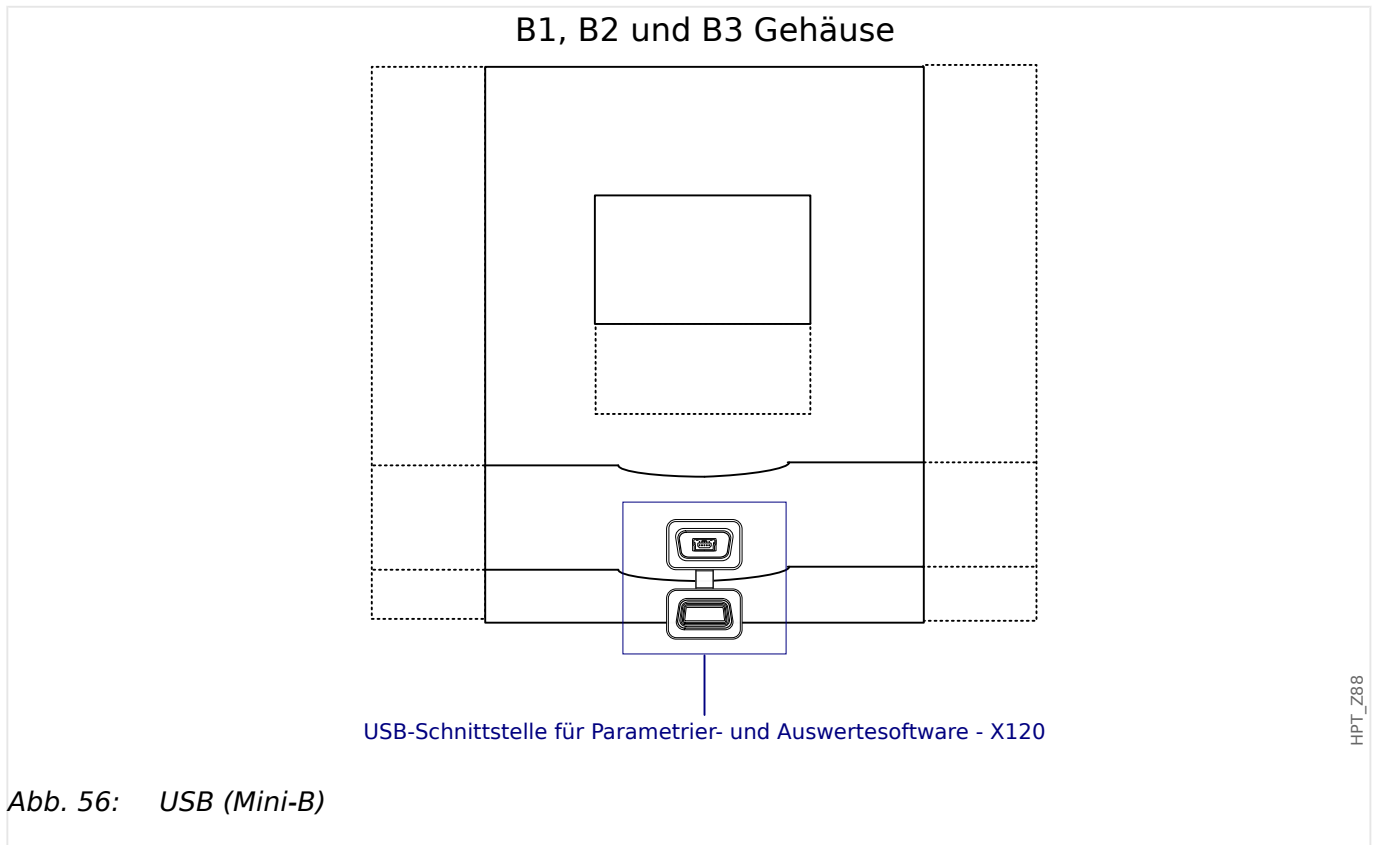 B1, B2 und B3 Gehäuse
USB-Schnittstelle für Parametrier- und Auswertesoftware - X120
HPT_Z88
Abb. 56: USB (Mini-B)